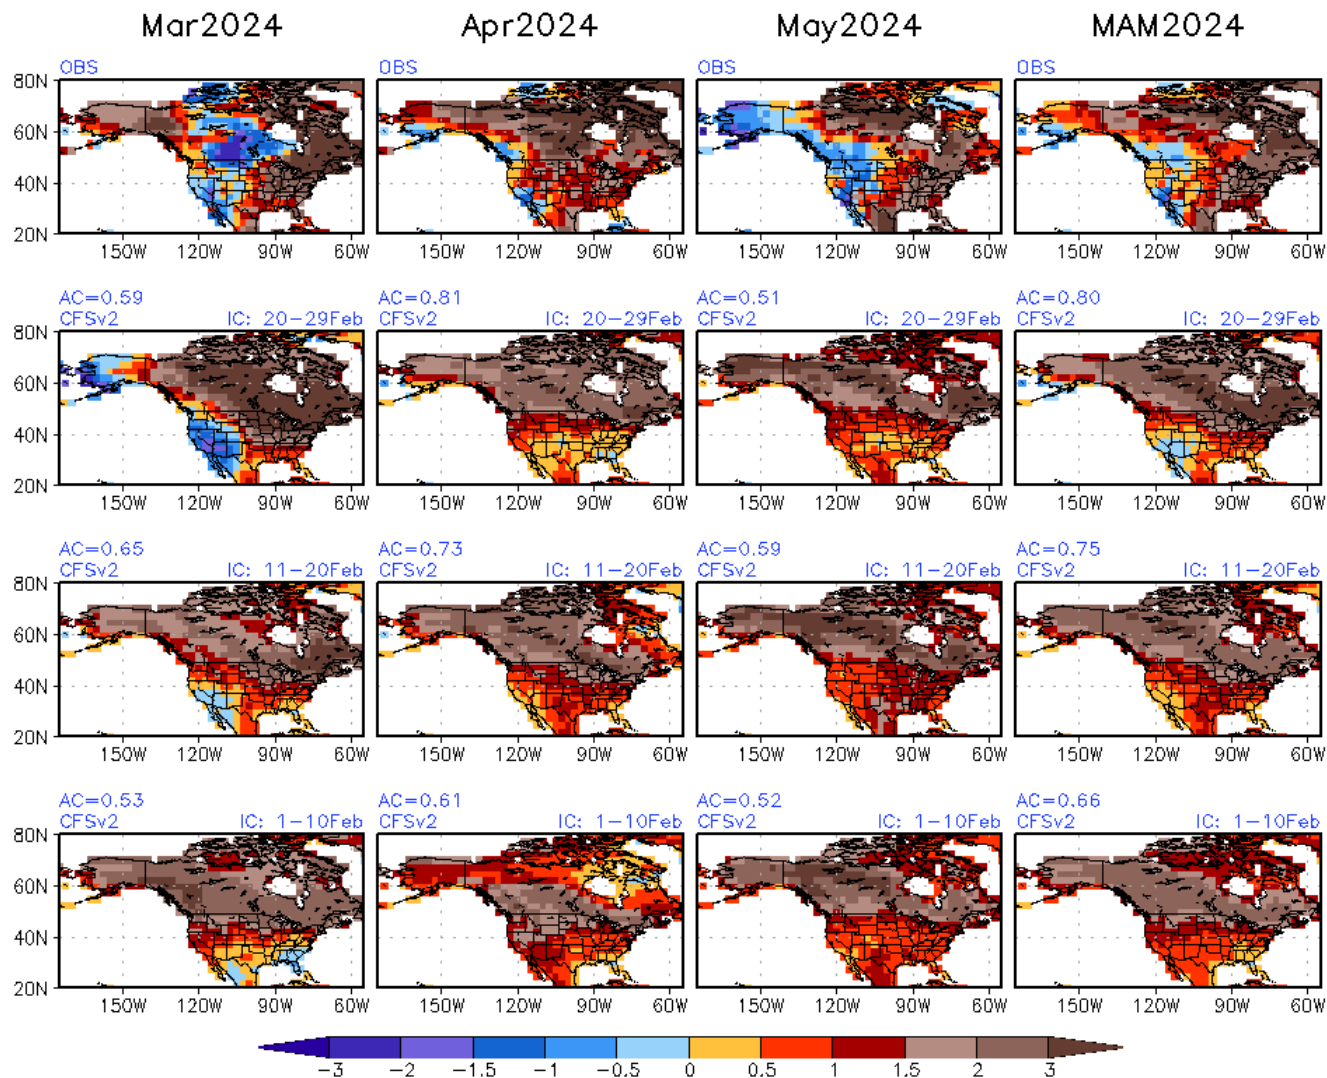 Mar2024 Apr2024 May2024 MAM2024
OBS OBS OBS OBS
80N
60N
40N
20N
150W 120W 90W 60W 150W 120W 90W 60W 150W 120W 90W 60W 150W 120W 90W 60W
AC=0.59 AC=0.81 AC=0.51 AC=0.80
CFSv2 IC: 20-29Feb CFSv2 IC: 20-29Feb CFSv2 IC: 20-29Feb CFSv2 IC: 20-29Feb
80N
60N
40N
20N
150W 120W 90W 60W 150W 120W 90W 60W 150W 120W 90W 60W 150W 120W 90W 60W
AC=0.65 AC=0.73 AC=0.59 AC=0.75
CFSv2 IC: 11-20Feb CFSv2 IC: 11-20Feb CFSv2 IC: 11-20Feb CFSv2 IC: 11-20Feb
80N
60N
40N
20N
150W 120W 90W 60W 150W 120W 90W 60W 150W 120W 90W 60W 150W 120W 90W 60W
AC=0.53 AC=0.61 AC=0.52 AC=0.66
CFSv2 IC: 1-10Feb CFSv2 IC: 1-10Feb CFSv2 IC: 1-10Feb CFSv2 IC: 1-10Feb
80N
60N
40N
20N
150W 120W 90W 60W 150W 120W 90W 60W 150W 120W 90W 60W 150W 120W 90W 60W
-3 -2 -1.5 -1 -0.5 0 0.5 1 1.5 2 3